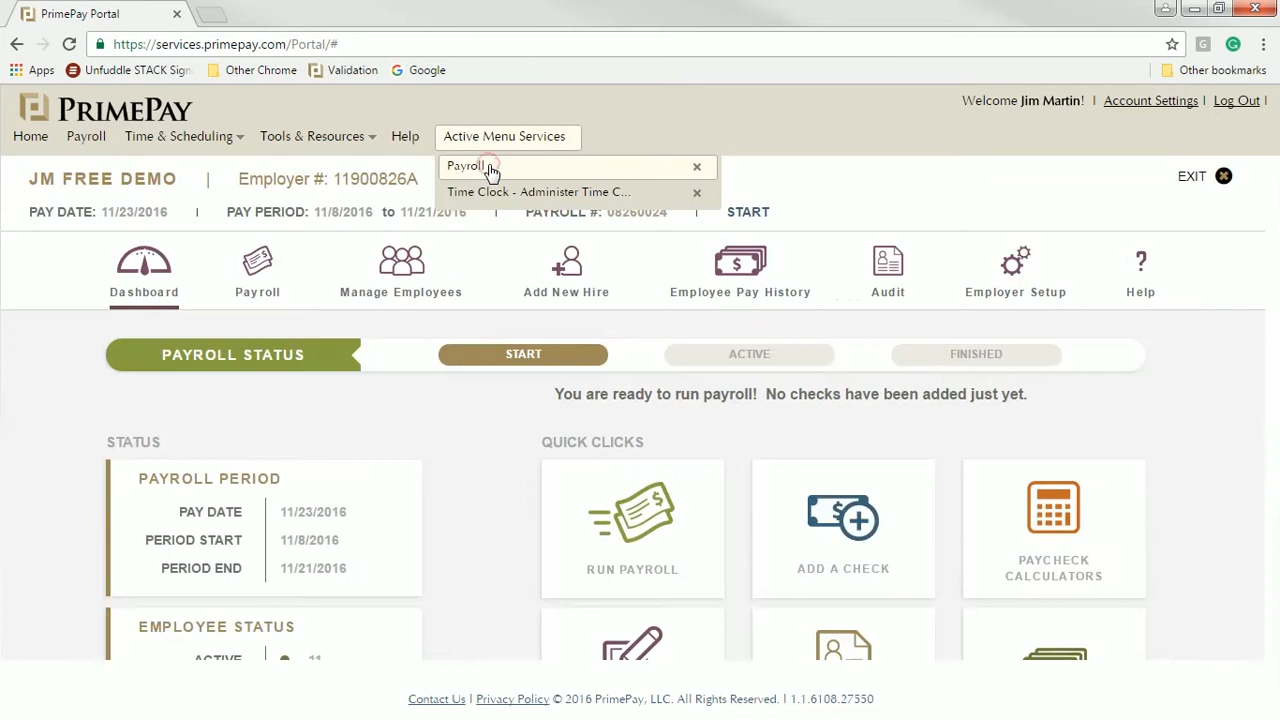 PrimePay Portal
https://services.primepay.com/Portal/#
Apps Unfuddle STACK Sign Other Chrome Validation Google Other bookmarks
PRIMEPAY
Welcome Jim Martin! | Account Settings | Log Out |
Home Payroll Time & Scheduling Tools & Resources Help Active Menu Services
Payroll
Time Clock - Administer Time C...
JM FREE DEMO | Employer #: 11900826A
EXIT
PAY DATE: 11/23/2016 | PAY PERIOD: 11/8/2016 to 11/21/2016 | PAYROLL #: 08260024 | START
Dashboard Payroll Manage Employees Add New Hire Employee Pay History Audit Employer Setup Help
PAYROLL STATUS START ACTIVE FINISHED
You are ready to run payroll! No checks have been added just yet.
STATUS
PAYROLL PERIOD
PAY DATE 11/23/2016
PERIOD START 11/8/2016
PERIOD END 11/21/2016
EMPLOYEE STATUS
ACTIVE 11
QUICK CLICKS
RUN PAYROLL
ADD A CHECK
PAYCHECK
CALCULATORS
Contact Us | Privacy Policy © 2016 PrimePay, LLC. All Rights Reserved. | 1.1.6108.27550